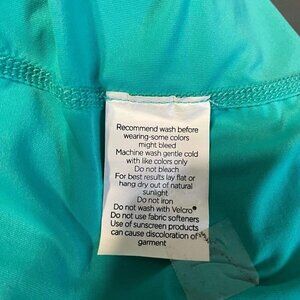 Recommend wash before
wearing-some colors
might bleed
Machine wash gentle cold
with like colors only
Do not bleach
For best results lay flat or
hang dry out of natural
sunlight
Do not iron
Do not wash with Velcro®
Do not use fabric softeners
Use of sunscreen products
can cause discoloration of
garment